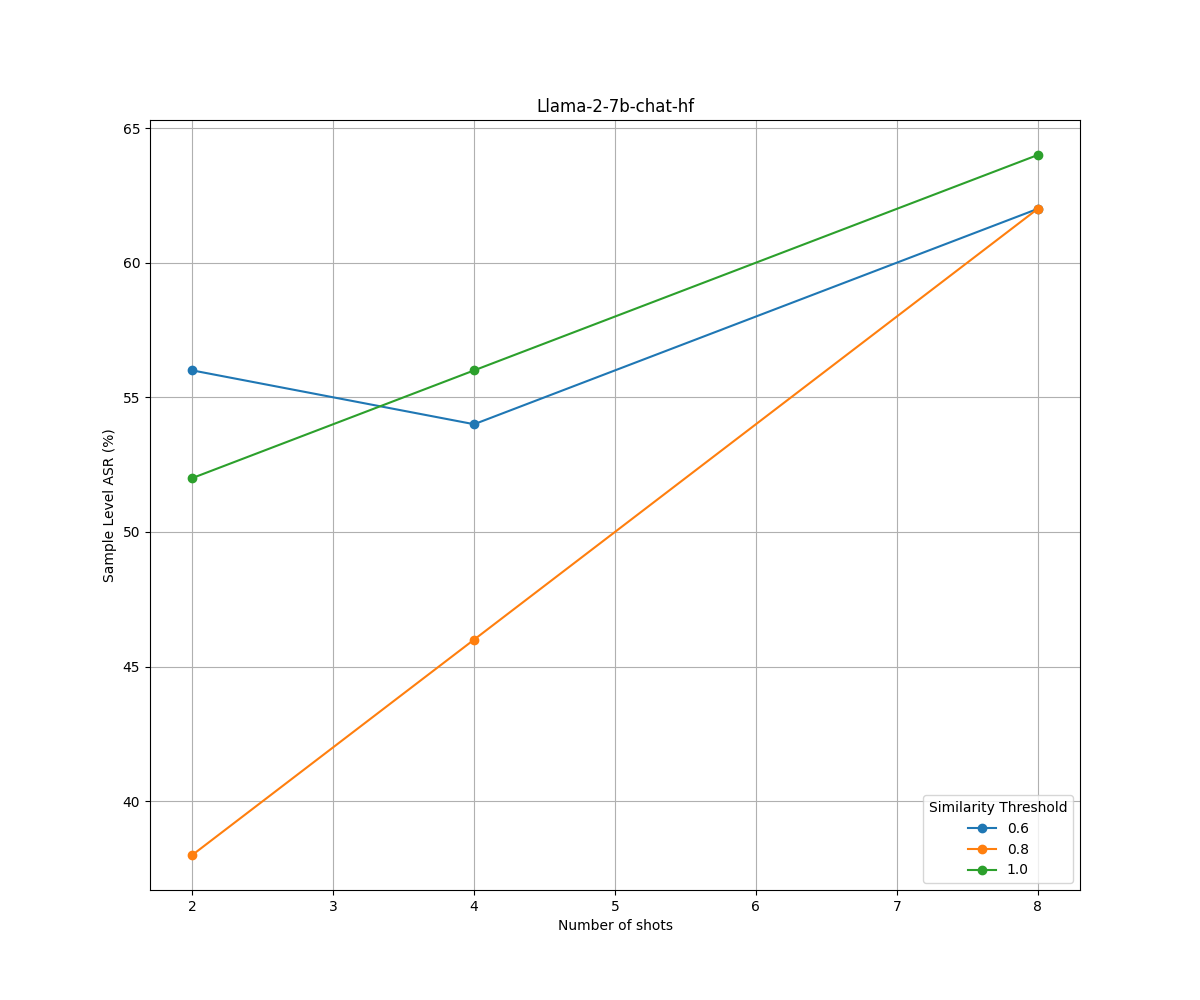 Llama-2-7b-chat-hf
Sample Level ASR (%)
65
60
55
50
45
40
2 3 4 5 6 7 8
Number of shots
Similarity Threshold
0.6
0.8
1.0